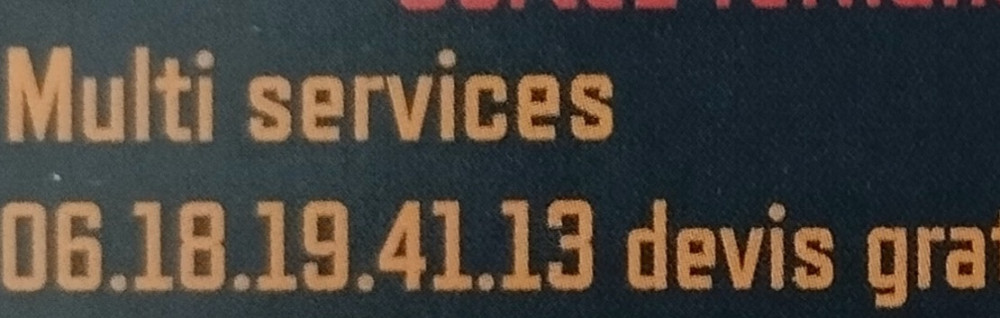 Multi services
06.18.19.41.13 devis